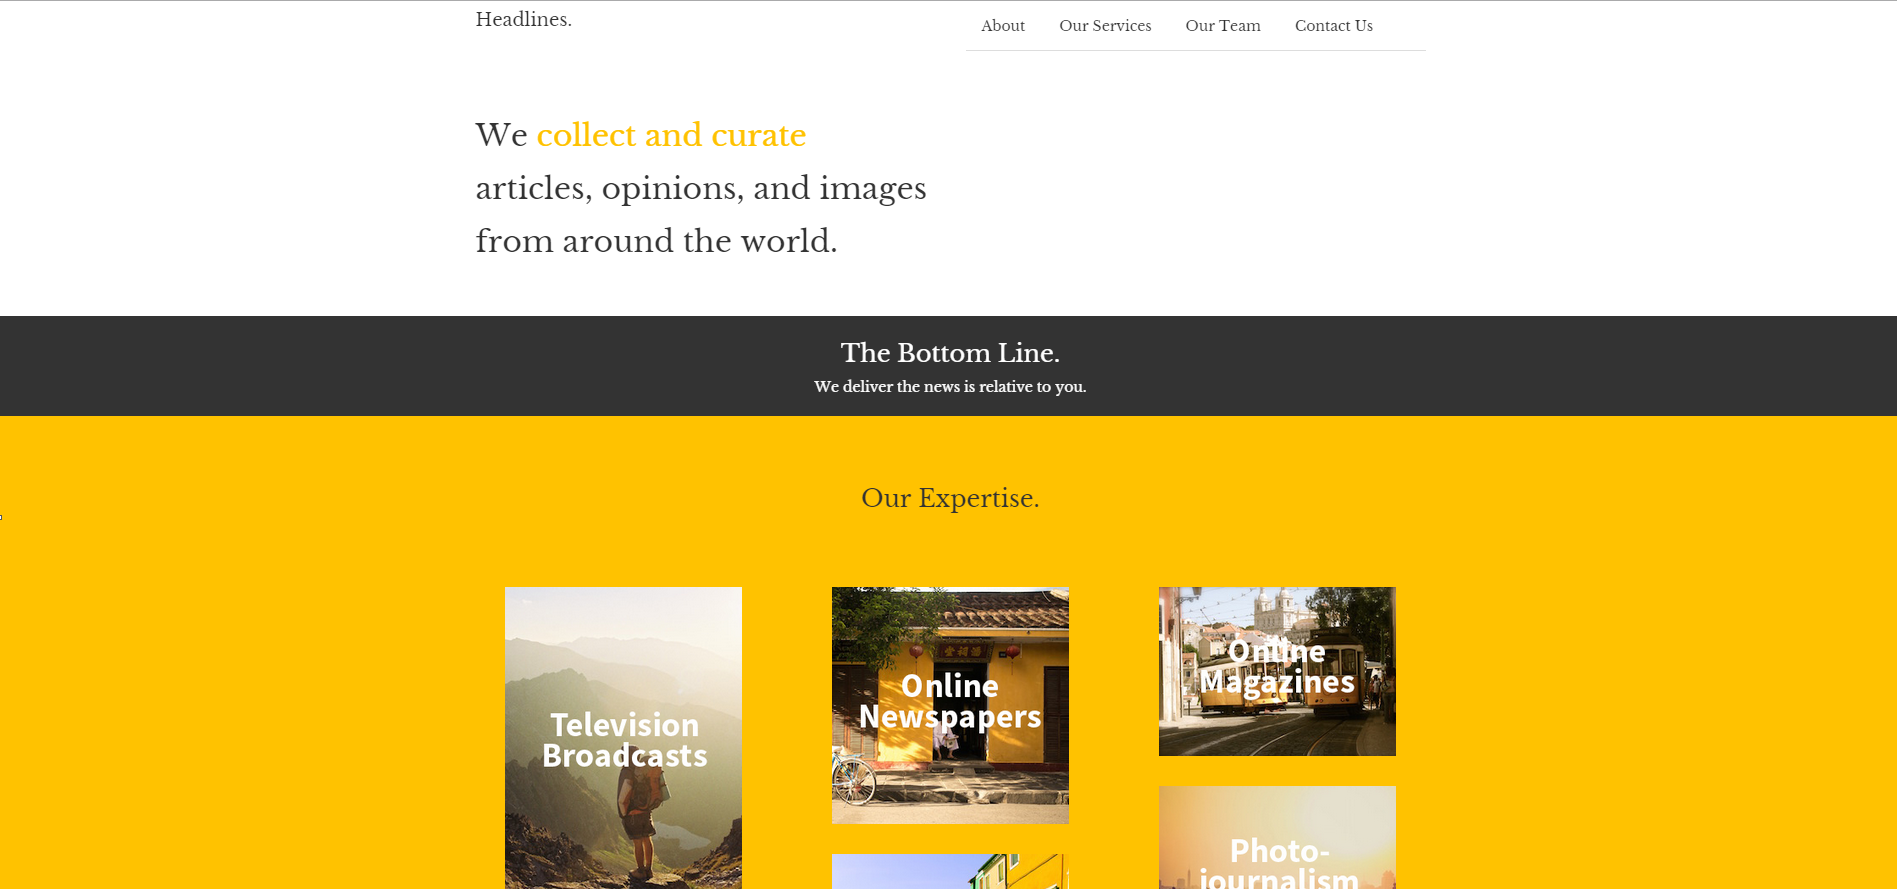 Headlines.
About Our Services Our Team Contact Us
We collect and curate
articles, opinions, and images
from around the world.
The Bottom Line.
We deliver the news is relative to you.
Our Expertise.
Television
Broadcasts
Online
Newspapers
Online
Magazines
Photo-
journalism